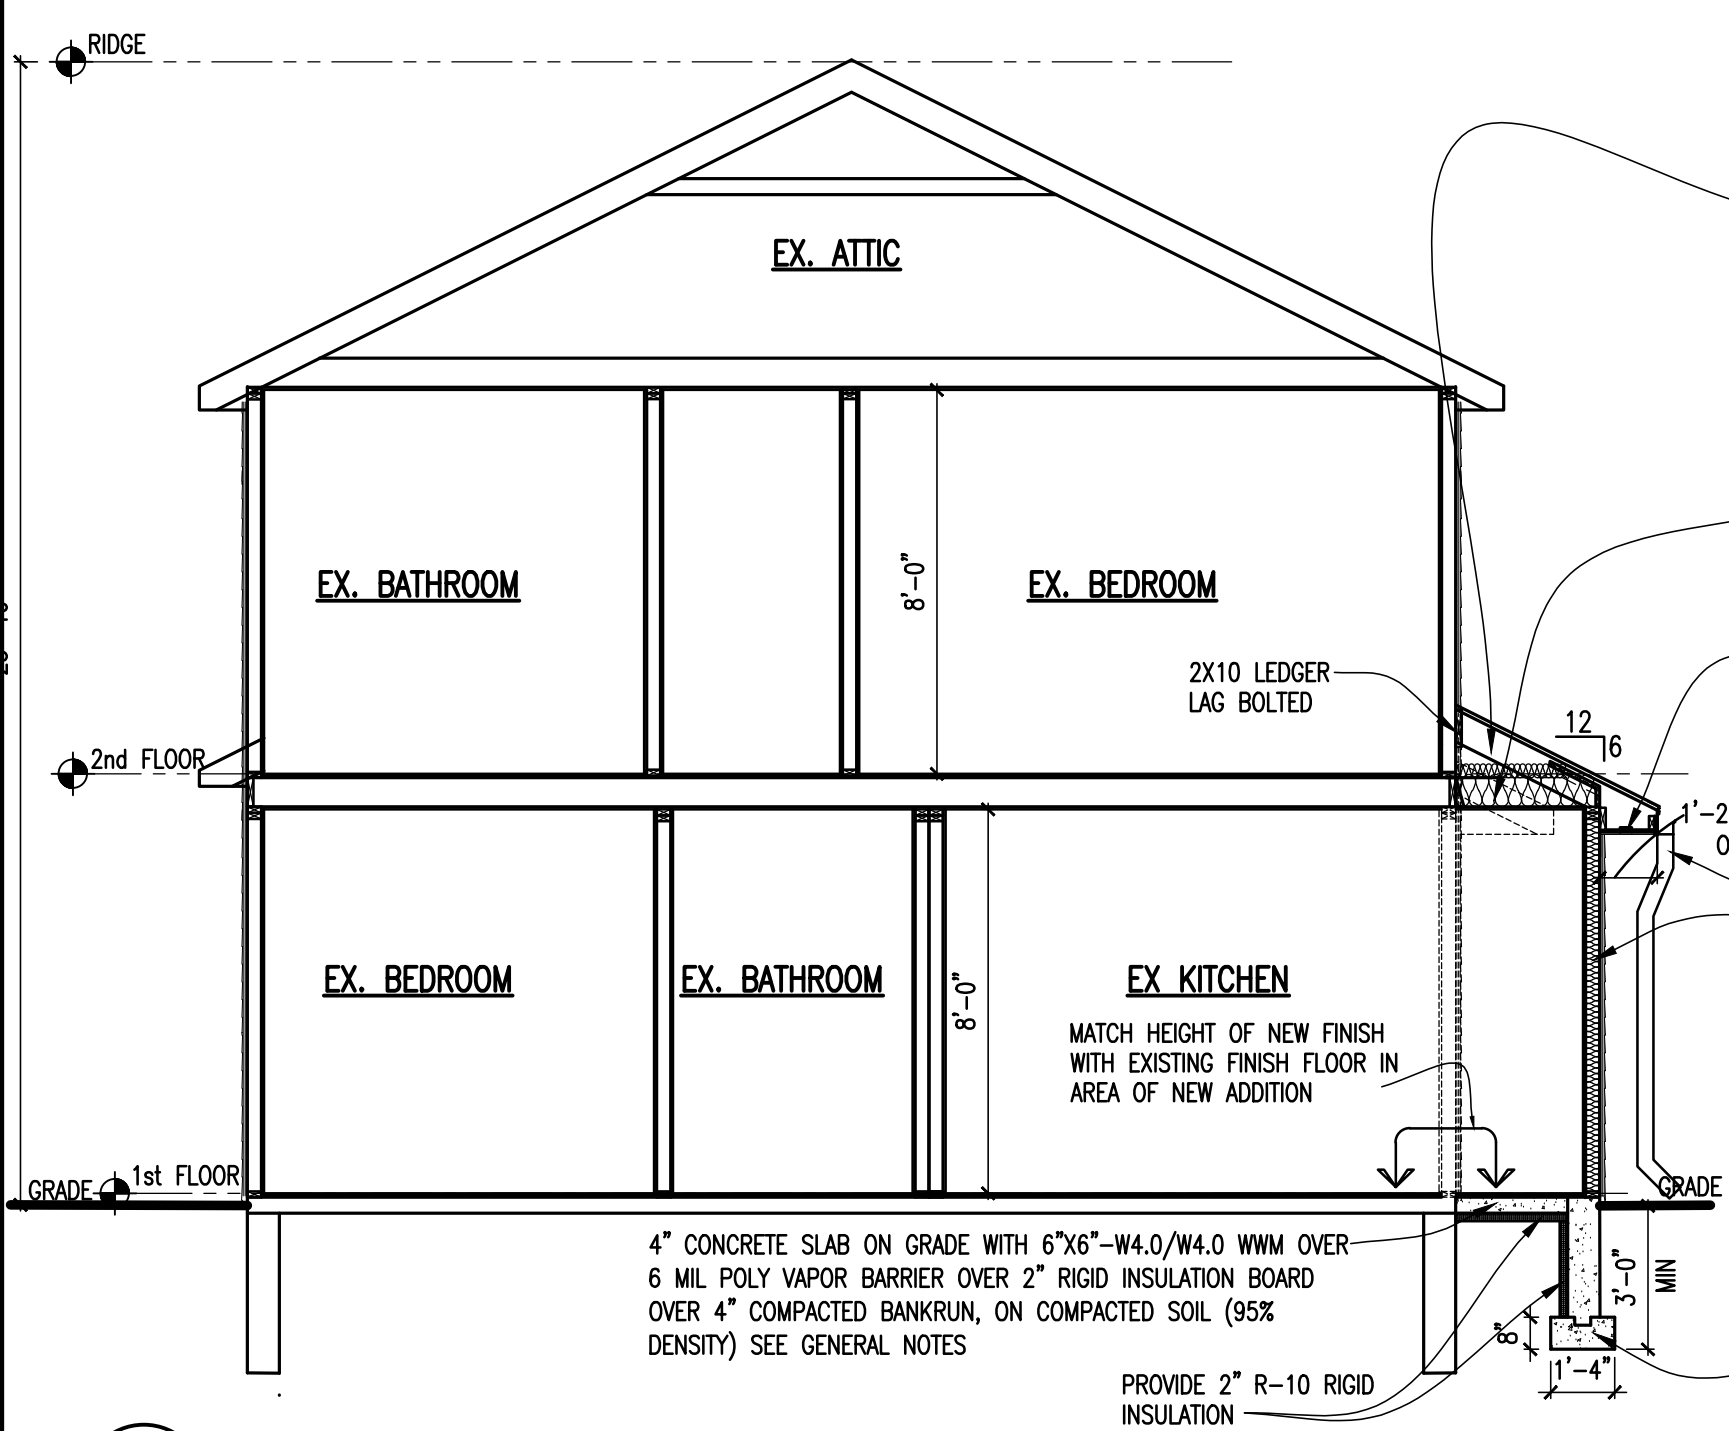 RIDGE
EX. ATTIC
EX. BATHROOM
8'-0"
EX. BEDROOM
2X10 LEDGER
LAG BOLTED
12
6
2nd FLOOR
1'-2
EX. BEDROOM
EX. BATHROOM
8'-0"
EX KITCHEN
MATCH HEIGHT OF NEW FINISH
WITH EXISTING FINISH FLOOR IN
AREA OF NEW ADDITION
1st FLOOR
GRADE
GRADE
4" CONCRETE SLAB ON GRADE WITH 6"X6"-W4.0/W4.0 WWM OVER
6 MIL POLY VAPOR BARRIER OVER 2" RIGID INSULATION BOARD
OVER 4" COMPACTED BANKRUN, ON COMPACTED SOIL (95%
DENSITY) SEE GENERAL NOTES
3'-0"
MIN
8"
1'-4"
PROVIDE 2" R-10 RIGID
INSULATION